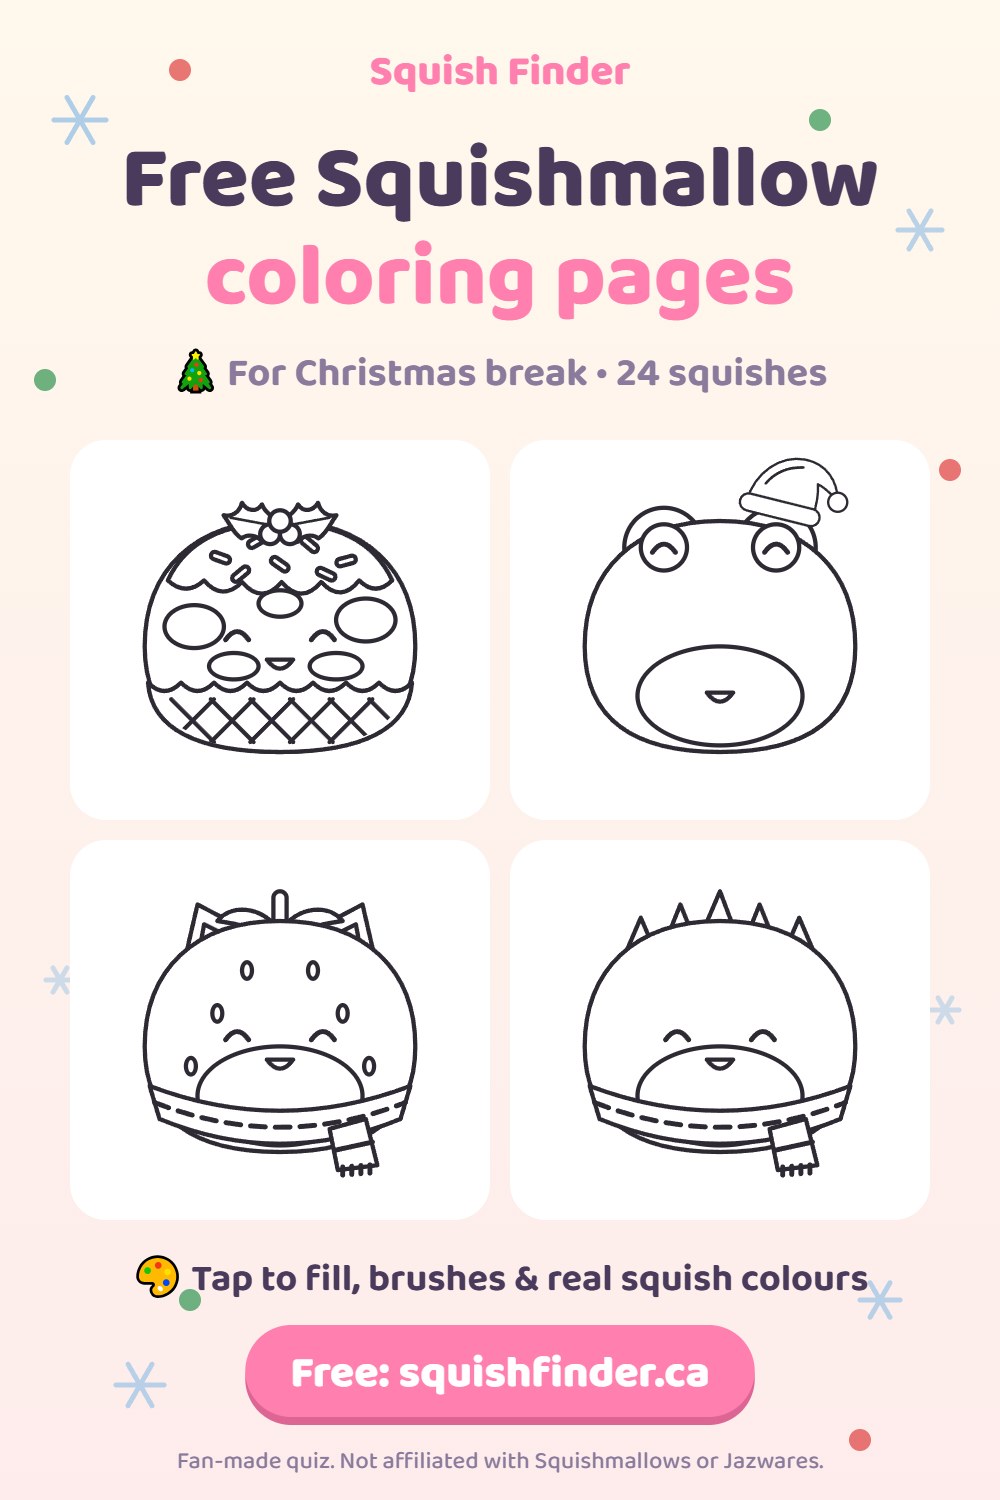 Squish Finder
Free Squishmallow
coloring pages
🎄 For Christmas break • 24 squishes
🎨 Tap to fill, brushes & real squish colours
Free: squishfinder.ca
Fan-made quiz. Not affiliated with Squishmallows or Jazwares.